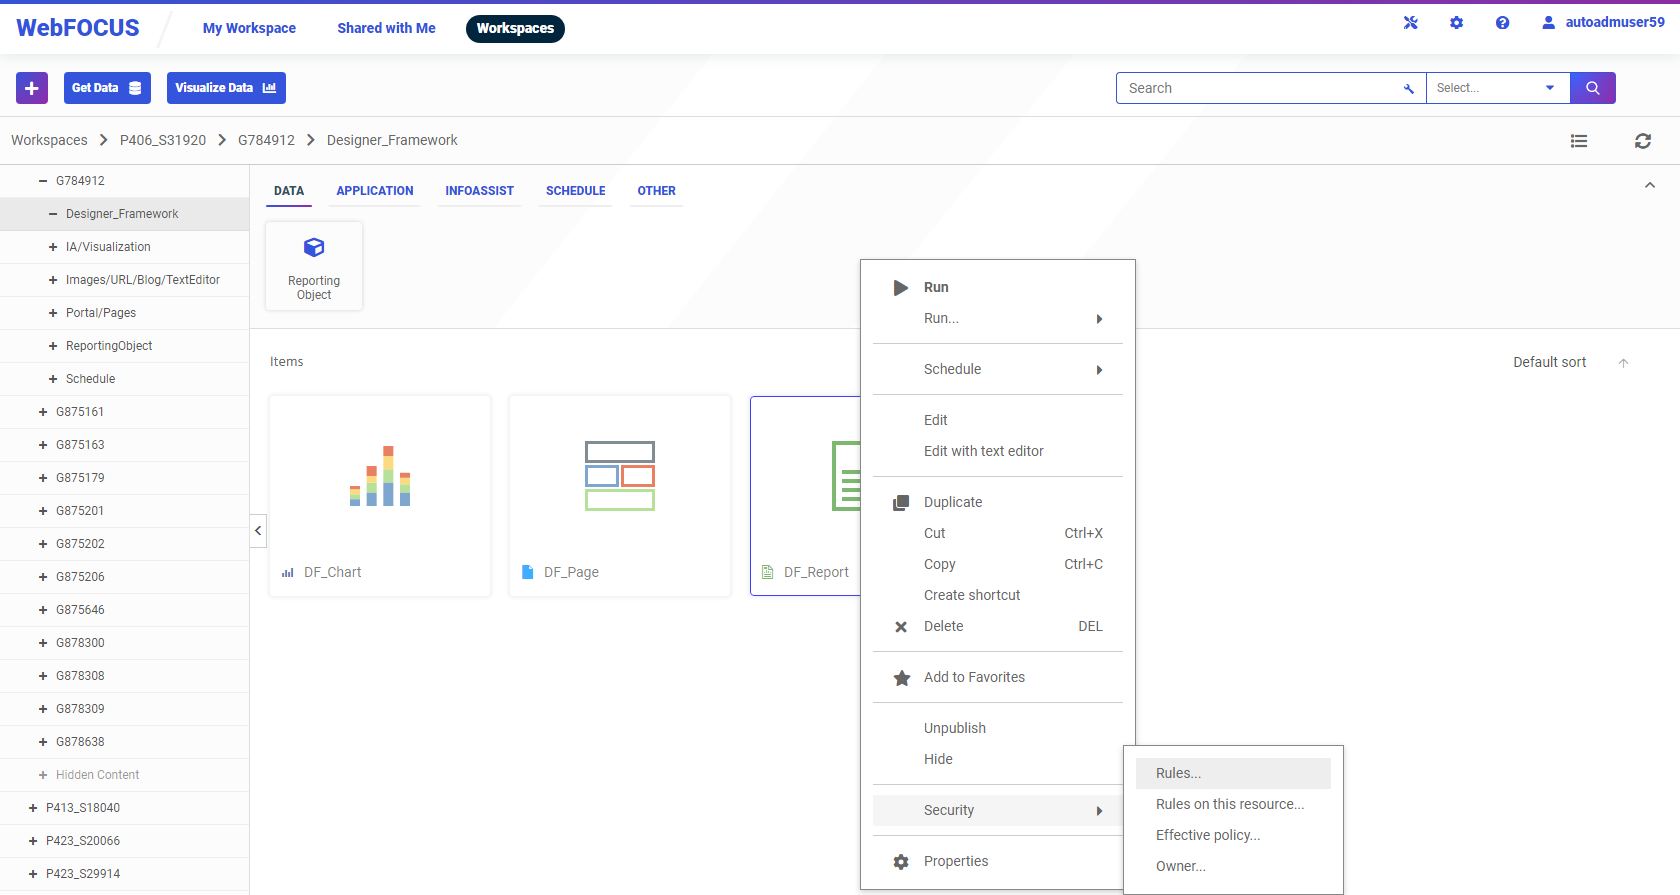 WebFOCUS
My Workspace
Shared with Me
Workspaces
autoadmuser59
Get Data
Visualize Data
Search
Select...
Workspaces
P406_S31920
G784912
Designer_Framework
G784912
Designer_Framework
IA/Visualization
Images/URL/Blog/TextEditor
Portal/Pages
ReportingObject
Schedule
G875161
G875163
G875179
G875201
G875202
G875206
G875646
G878300
G878308
G878309
G878638
Hidden Content
P413_S18040
P423_S20066
P423_S29914
DATA
APPLICATION
INFOASSIST
SCHEDULE
OTHER
Reporting
Object
Items
Default sort
DF_Chart
DF_Page
DF_Report
Run
Run...
Schedule
Edit
Edit with text editor
Duplicate
Cut Ctrl+X
Copy Ctrl+C
Create shortcut
Delete DEL
Add to Favorites
Unpublish
Hide
Security
Properties
Rules...
Rules on this resource...
Effective policy...
Owner...